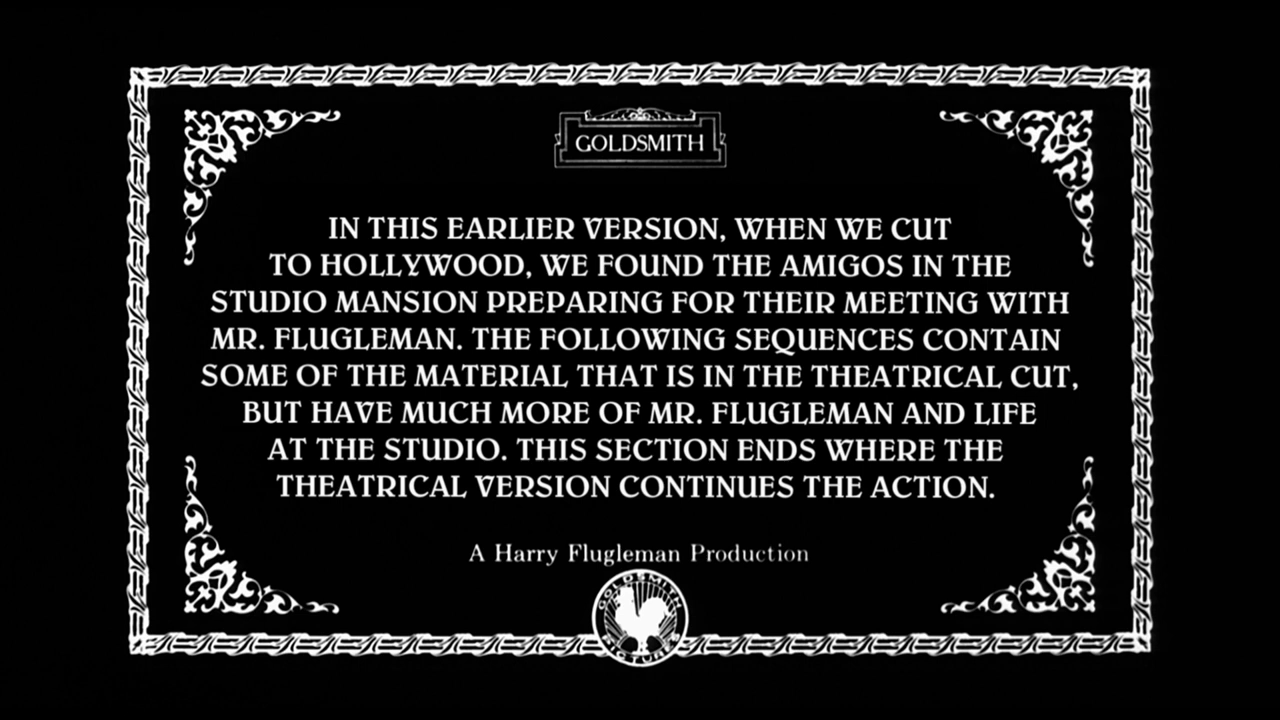 GOLDSMITH
IN THIS EARLIER VERSION, WHEN WE CUT
TO HOLLYWOOD, WE FOUND THE AMIGOS IN THE
STUDIO MANSION PREPARING FOR THEIR MEETING WITH
MR. FLUGLEMAN. THE FOLLOWING SEQUENCES CONTAIN
SOME OF THE MATERIAL THAT IS IN THE THEATRICAL CUT,
BUT HAVE MUCH MORE OF MR. FLUGLEMAN AND LIFE
AT THE STUDIO. THIS SECTION ENDS WHERE THE
THEATRICAL VERSION CONTINUES THE ACTION.
A Harry Flugleman Production
GOLDSMITH
PICTURES